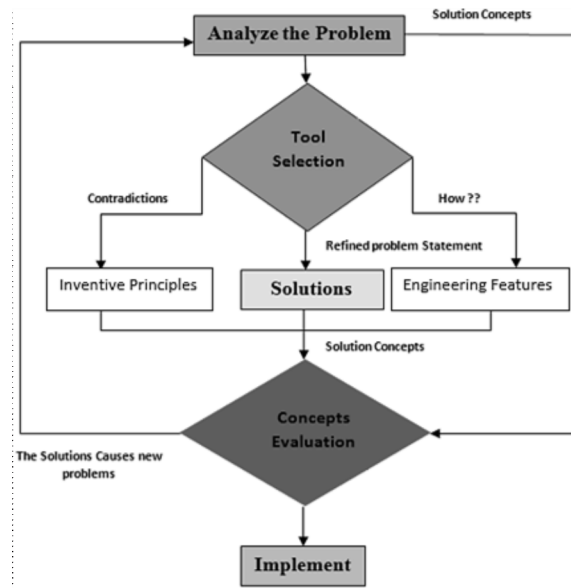 Solution Concepts
Analyze the Problem
Tool
Selection
Contradictions
How ??
Refined problem Statement
Inventive Principles
Solutions
Engineering Features
Solution Concepts
Concepts
Evaluation
The Solutions Causes new
problems
Implement